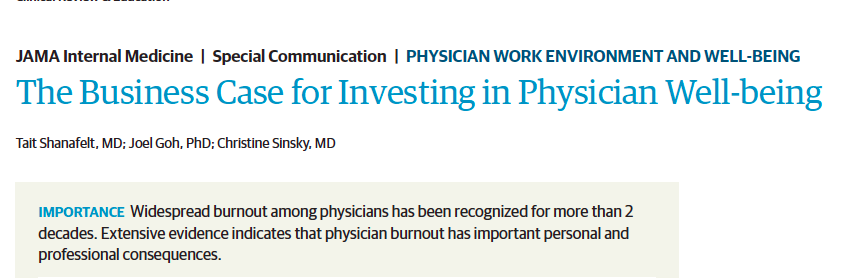 JAMA Internal Medicine | Special Communication | PHYSICIAN WORK ENVIRONMENT AND WELL-BEING
The Business Case for Investing in Physician Well-being
Tait Shanafelt, MD; Joel Goh, PhD; Christine Sinsky, MD
IMPORTANCE Widespread burnout among physicians has been recognized for more than 2
decades. Extensive evidence indicates that physician burnout has important personal and
professional consequences.